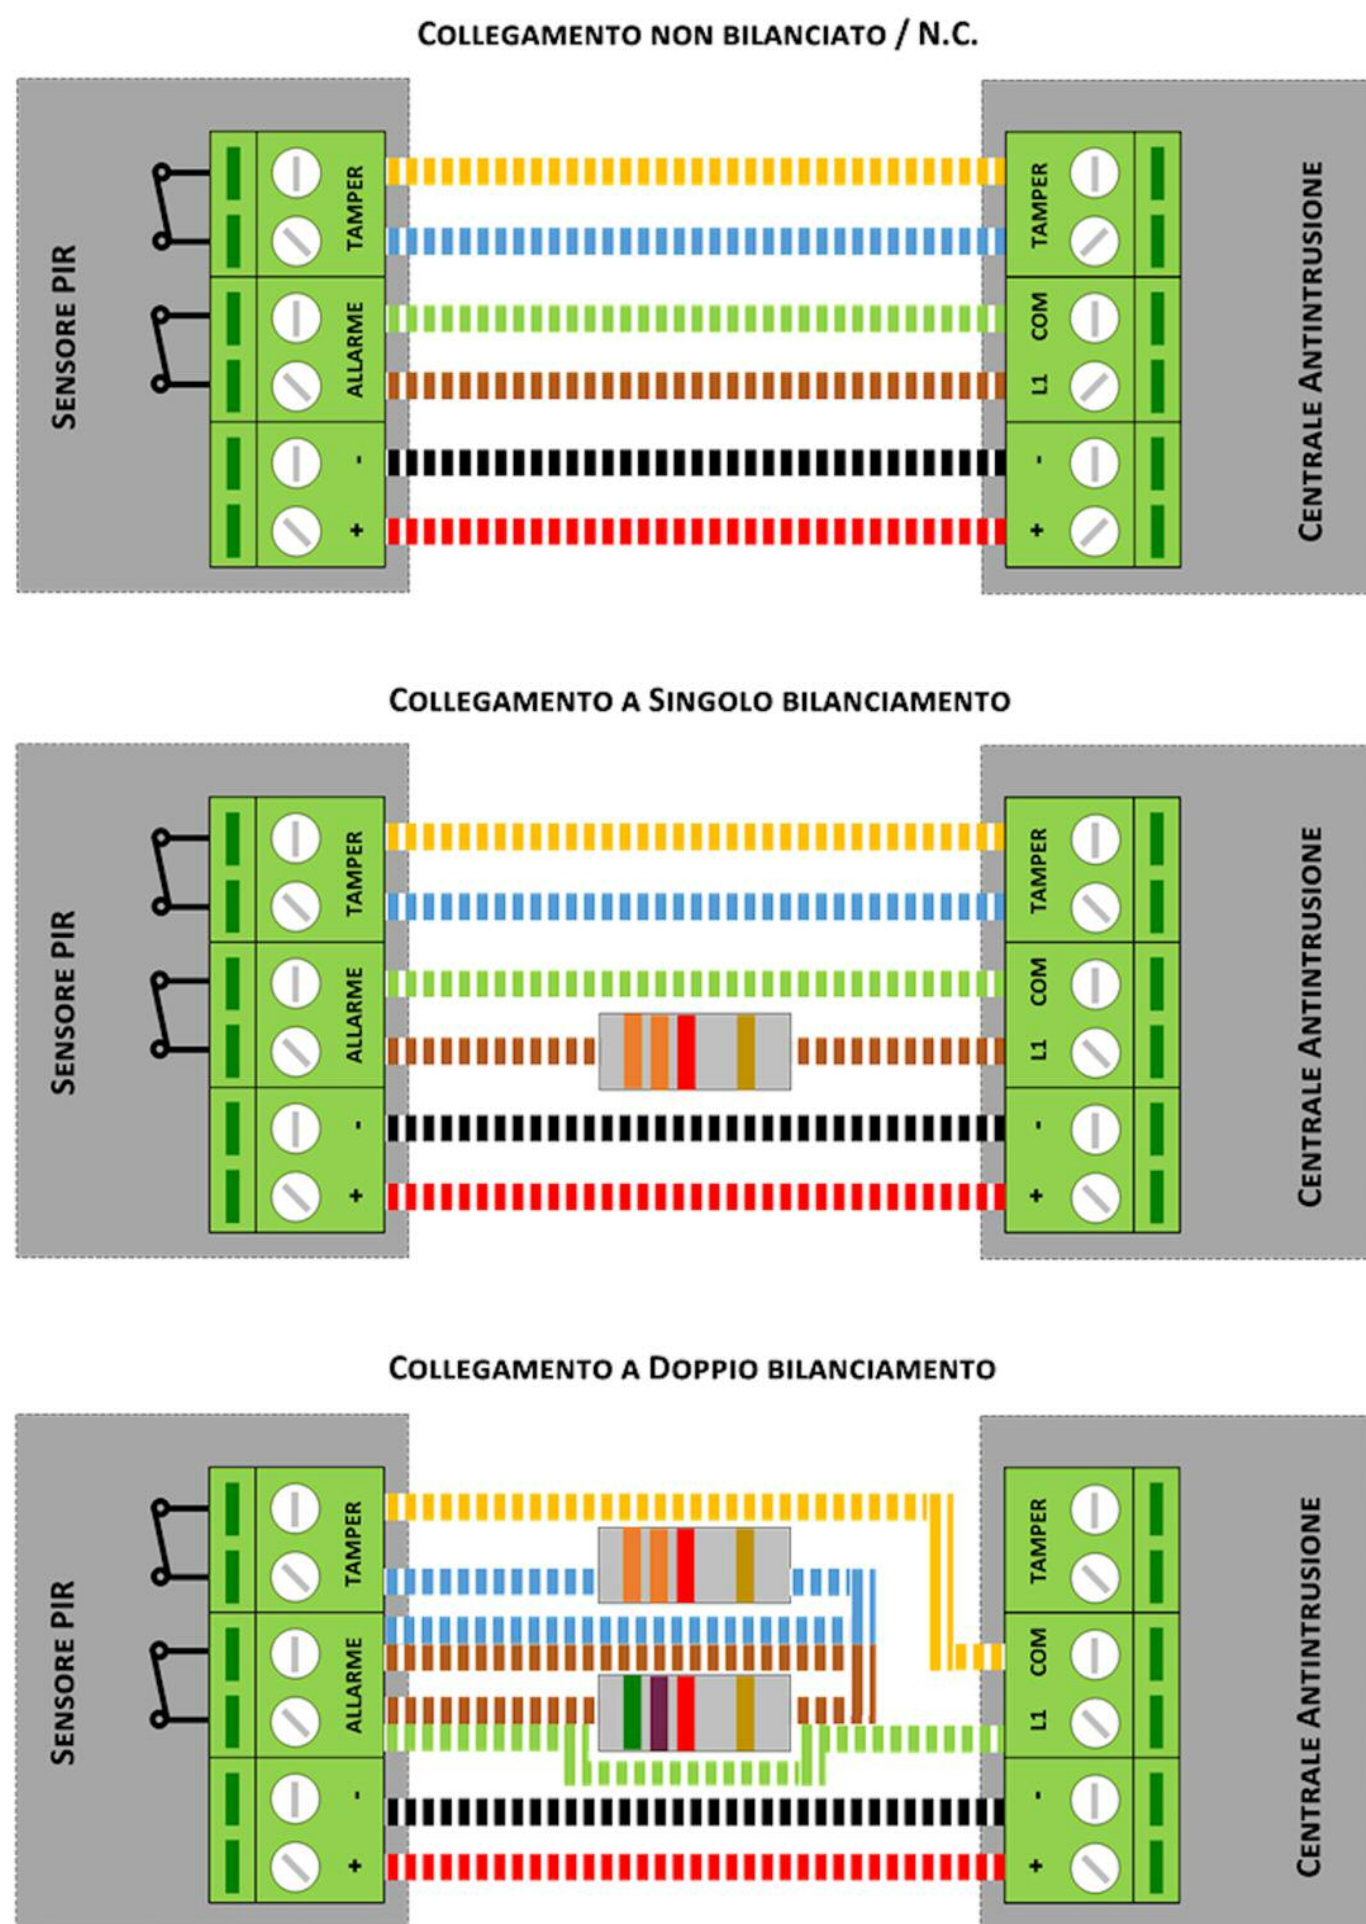 COLLEGAMENTO NON BILANCIATO / N.C.
SENSORE PIR
TAMPER
ALLARME
-
+
TAMPER
COM
L1
-
+
CENTRALE ANTINTRUSIONE
COLLEGAMENTO A SINGOLO BILANCIAMENTO
SENSORE PIR
TAMPER
ALLARME
-
+
TAMPER
COM
L1
-
+
CENTRALE ANTINTRUSIONE
COLLEGAMENTO A DOPPIO BILANCIAMENTO
SENSORE PIR
TAMPER
ALLARME
-
+
TAMPER
COM
L1
-
+
CENTRALE ANTINTRUSIONE